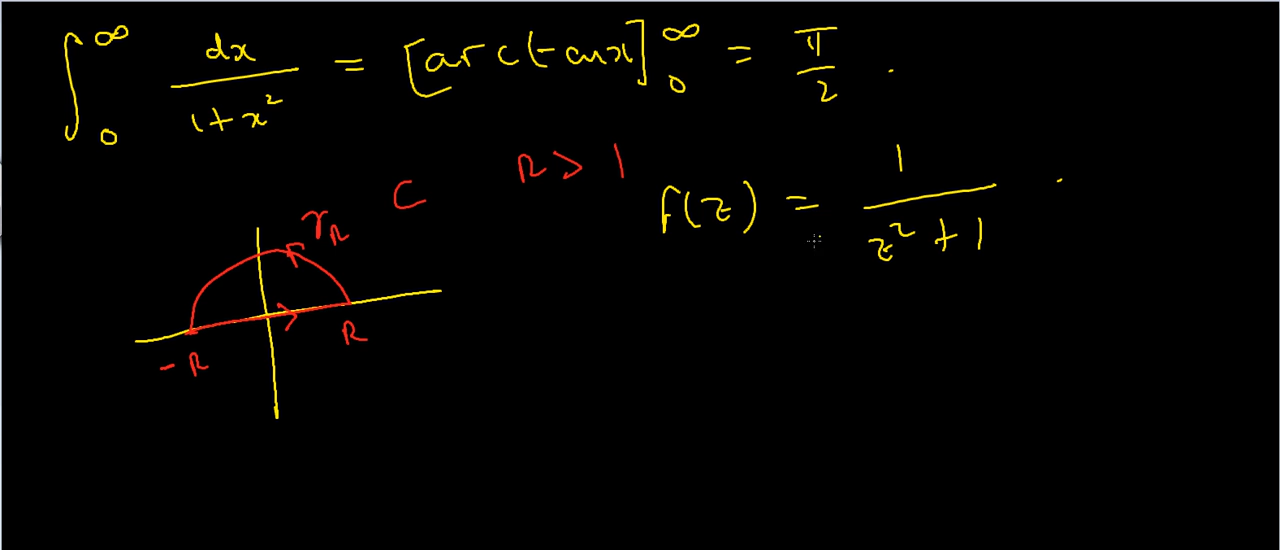 ∫₀^∞ dx/(1+x²) = [arctan x]₀^∞ = π/2 .
R > 1
C
γ_R
f(z) = 1/(z²+1) .
-R R